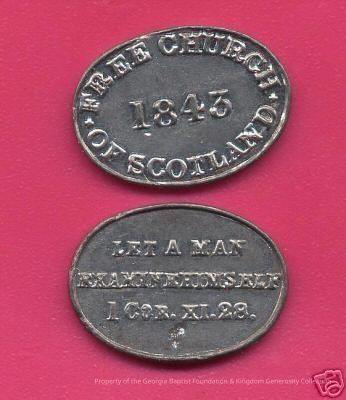 FREE CHURCH
1843
OF SCOTLAND
LET A MAN
EXAMINE HIMSELF
1 COR. XI. 28.
Property of the Georgia Baptist Foundation & Kingdom Generosity Collection